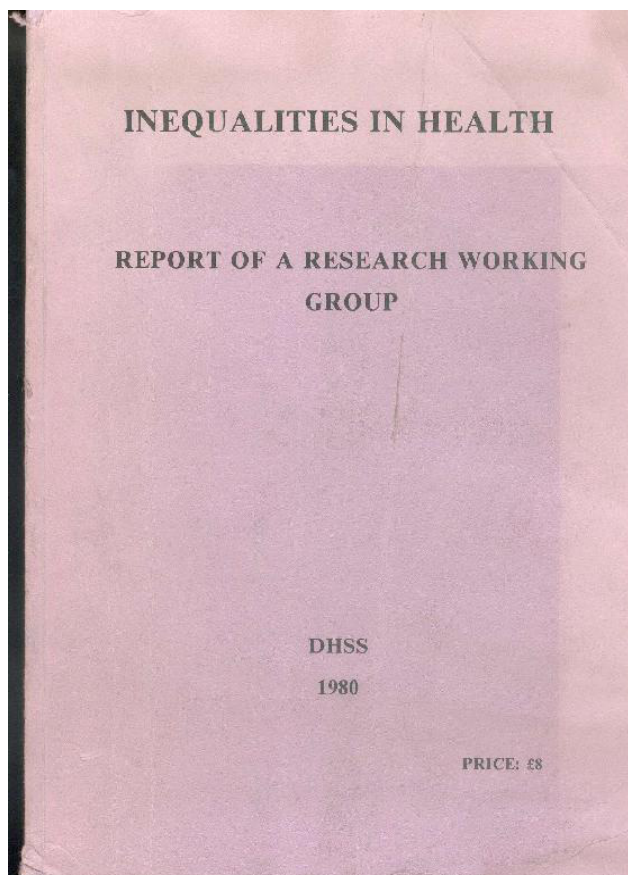 INEQUALITIES IN HEALTH
REPORT OF A RESEARCH WORKING
GROUP
DHSS
1980
PRICE: £8